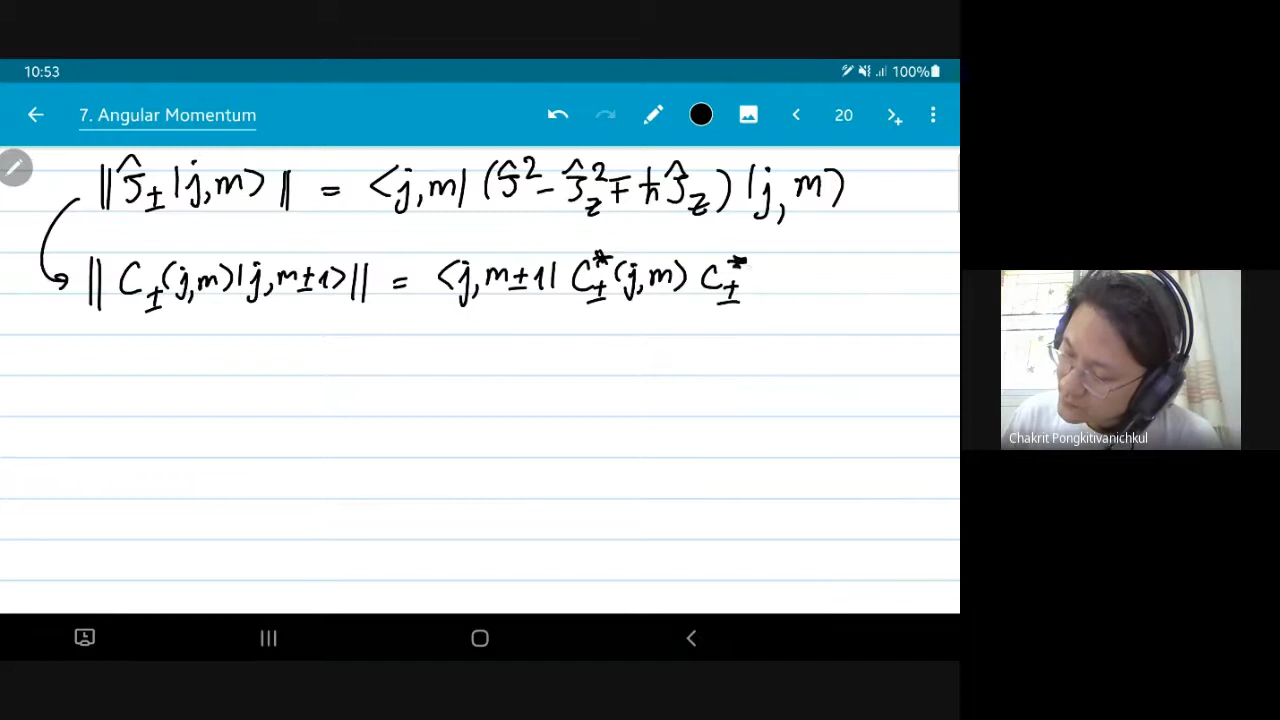 10:53 100%
7. Angular Momentum 20
‖Ĵ± |j,m⟩‖ = ⟨j,m| (Ĵ² − Ĵz² ∓ ħĴz) |j,m⟩
‖C±(j,m)|j,m±1⟩‖ = ⟨j,m±1| C±*(j,m) C±*
Chakrit Pongkitivanichkul